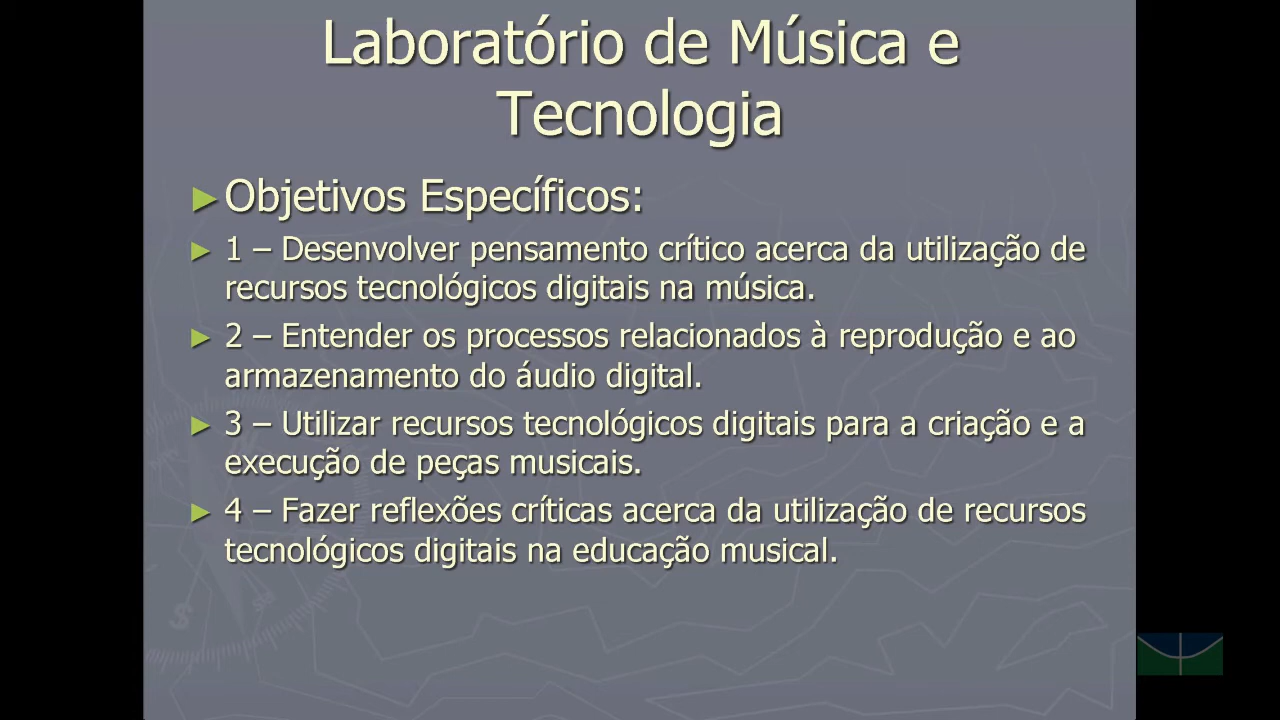 Laboratório de Música e
Tecnologia
►Objetivos Específicos:
► 1 – Desenvolver pensamento crítico acerca da utilização de
recursos tecnológicos digitais na música.
► 2 – Entender os processos relacionados à reprodução e ao
armazenamento do áudio digital.
► 3 – Utilizar recursos tecnológicos digitais para a criação e a
execução de peças musicais.
► 4 – Fazer reflexões críticas acerca da utilização de recursos
tecnológicos digitais na educação musical.